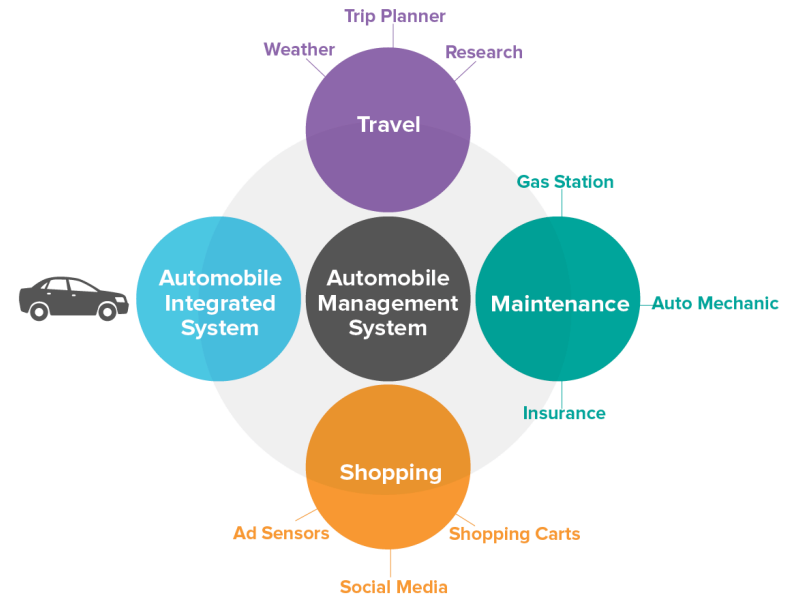 Trip Planner
Weather
Research
Travel
Gas Station
Automobile
Integrated
System
Automobile
Management
System
Maintenance
Auto Mechanic
Insurance
Shopping
Ad Sensors
Shopping Carts
Social Media